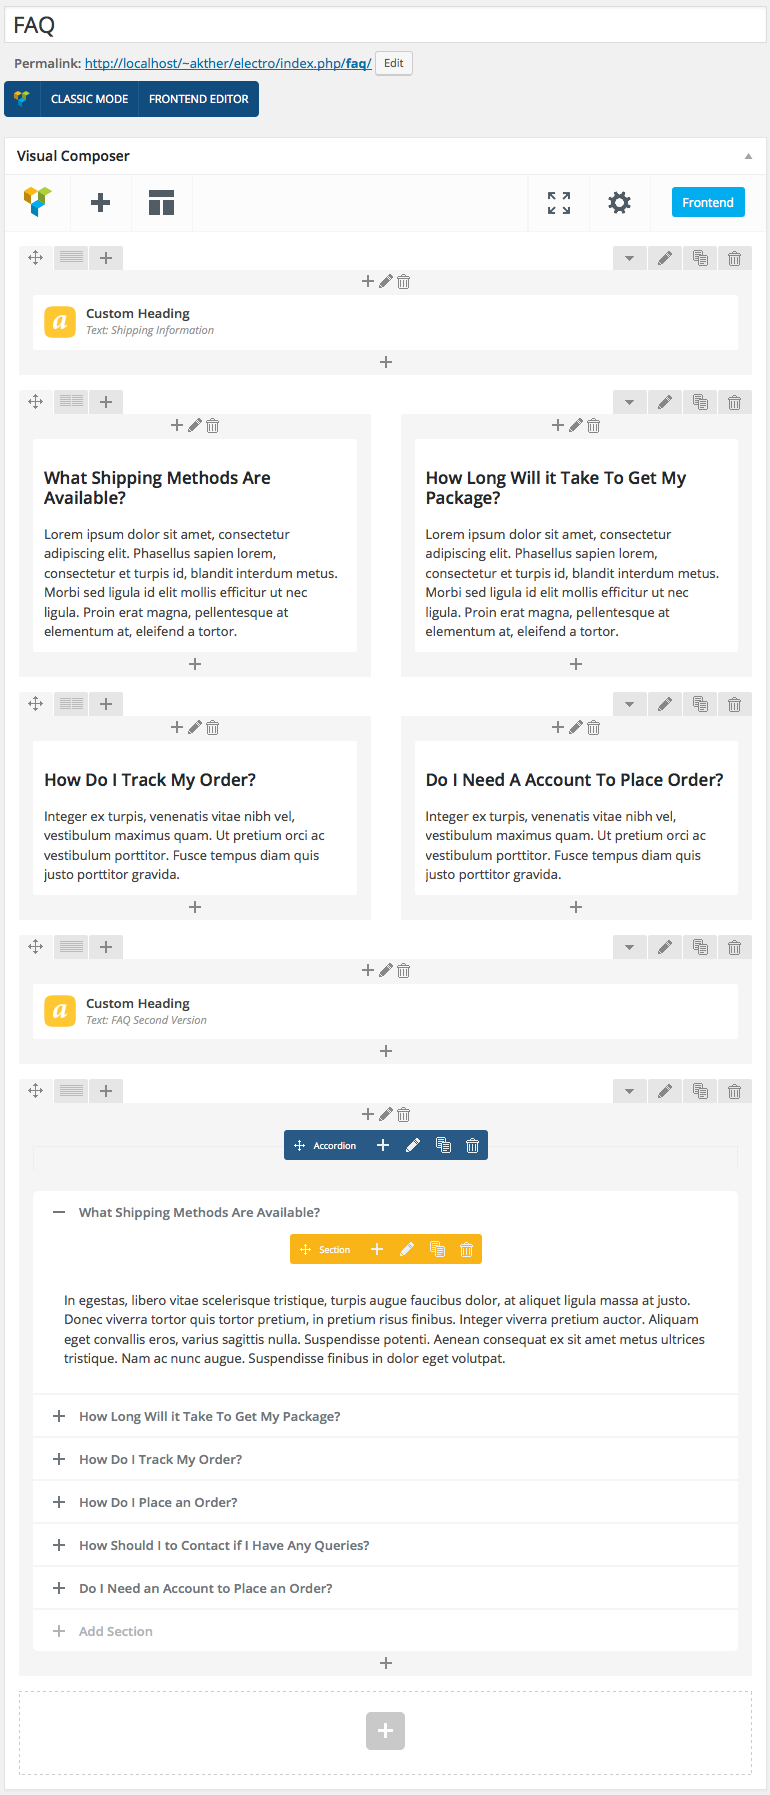 FAQ
Permalink: http://localhost/~akther/electro/index.php/faq/ Edit
CLASSIC MODE FRONTEND EDITOR
Visual Composer
Frontend
Custom Heading
Text: Shipping Information
What Shipping Methods Are
Available?
Lorem ipsum dolor sit amet, consectetur
adipiscing elit. Phasellus sapien lorem,
consectetur et turpis id, blandit interdum metus.
Morbi sed ligula id elit mollis efficitur ut nec
ligula. Proin erat magna, pellentesque at
elementum at, eleifend a tortor.
How Long Will it Take To Get My
Package?
Lorem ipsum dolor sit amet, consectetur
adipiscing elit. Phasellus sapien lorem,
consectetur et turpis id, blandit interdum metus.
Morbi sed ligula id elit mollis efficitur ut nec
ligula. Proin erat magna, pellentesque at
elementum at, eleifend a tortor.
How Do I Track My Order?
Integer ex turpis, venenatis vitae nibh vel,
vestibulum maximus quam. Ut pretium orci ac
vestibulum porttitor. Fusce tempus diam quis
justo porttitor gravida.
Do I Need A Account To Place Order?
Integer ex turpis, venenatis vitae nibh vel,
vestibulum maximus quam. Ut pretium orci ac
vestibulum porttitor. Fusce tempus diam quis
justo porttitor gravida.
Custom Heading
Text: FAQ Second Version
Accordion
What Shipping Methods Are Available?
Section
In egestas, libero vitae scelerisque tristique, turpis augue faucibus dolor, at aliquet ligula massa at justo.
Donec viverra tortor quis tortor pretium, in pretium risus finibus. Integer viverra pretium auctor. Aliquam
eget convallis eros, varius sagittis nulla. Suspendisse potenti. Aenean consequat ex sit amet metus ultrices
tristique. Nam ac nunc augue. Suspendisse finibus in dolor eget volutpat.
How Long Will it Take To Get My Package?
How Do I Track My Order?
How Do I Place an Order?
How Should I to Contact if I Have Any Queries?
Do I Need an Account to Place an Order?
Add Section